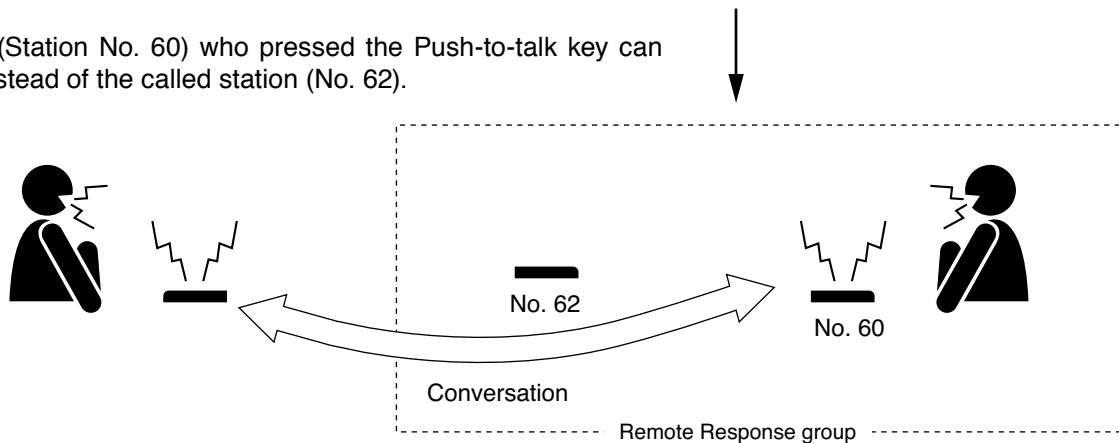 (Station No. 60) who pressed the Push-to-talk key can
stead of the called station (No. 62).
No. 62
No. 60
Conversation
Remote Response group